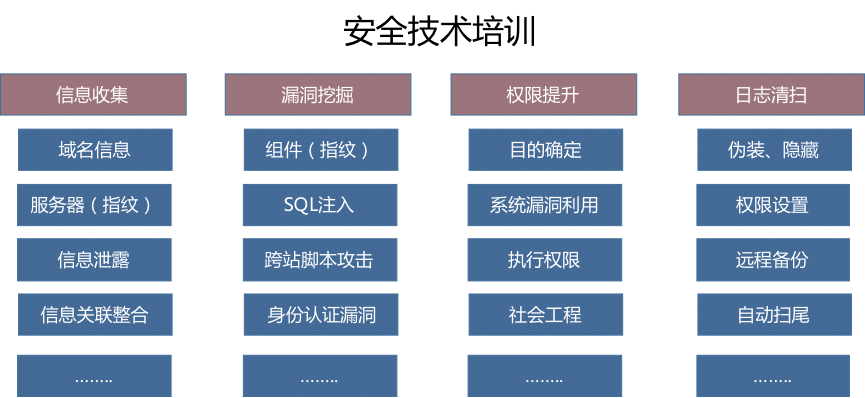 安全技术培训
信息收集
域名信息
服务器（指纹）
信息泄露
信息关联整合
........
漏洞挖掘
组件（指纹）
SQL注入
跨站脚本攻击
身份认证漏洞
........
权限提升
目的确定
系统漏洞利用
执行权限
社会工程
........
日志清扫
伪装、隐藏
权限设置
远程备份
自动扫尾
........